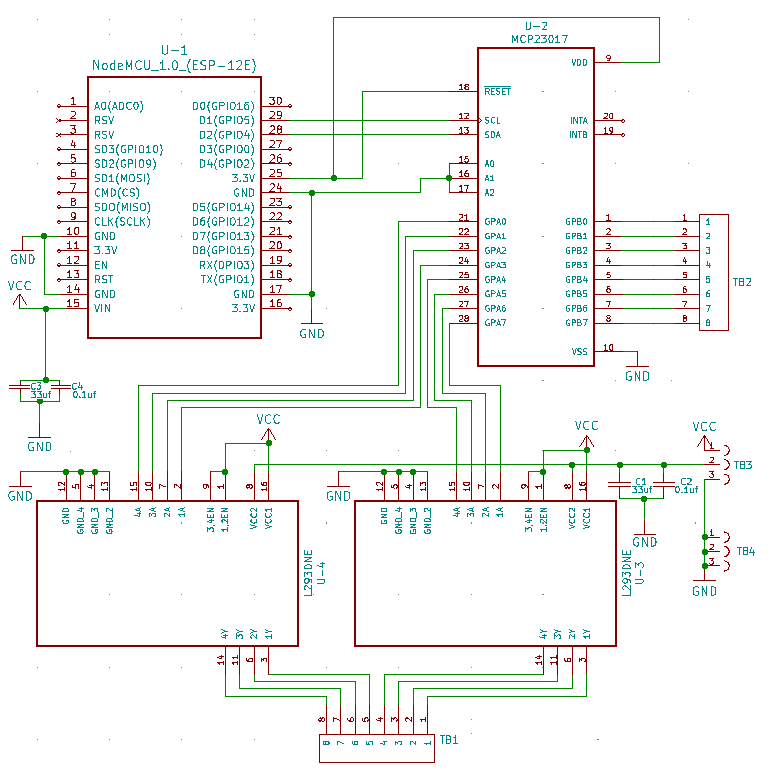 U-1
NodeMCU_1.0_(ESP-12E)
1 A0(ADC0) D0(GPIO16) 30
2 RSV D1(GPIO5) 29
3 RSV D2(GPIO4) 28
4 SD3(GPIO10) D3(GPIO0) 27
5 SD2(GPIO9) D4(GPIO2) 26
6 SD1(MOSI) 3.3V 25
7 CMD(CS) GND 24
8 SDO(MISO) D5(GPIO14) 23
9 CLK(SCLK) D6(GPIO12) 22
10 GND D7(GPIO13) 21
11 3.3V D8(GPIO15) 20
12 EN RX(DPIO3) 19
13 RST TX(GPIO1) 18
14 GND GND 17
15 VIN 3.3V 16
GND
VCC
GND
C3
33uf
C4
0.1uf
GND
U-2
MCP23017
VDD 9
18 RESET
12 SCL INTA 20
13 SDA INTB 19
15 A0
16 A1
17 A2
21 GPA0 GPB0 1
22 GPA1 GPB1 2
23 GPA2 GPB2 3
24 GPA3 GPB3 4
25 GPA4 GPB4 5
26 GPA5 GPB5 6
27 GPA6 GPB6 7
28 GPA7 GPB7 8
VSS 10
GND
1 1
2 2
3 3
4 4
5 5
6 6
7 7
8 8
TB2
VCC
GND
12 5 4 13 15 10 7 2 9 1 8 16
GND GND_4 GND_3 GND_2 4A 3A 2A 1A 3,4EN 1,2EN VCC2 VCC1
L293DNE
U-4
4Y 3Y 2Y 1Y
14 11 6 3
VCC
GND
12 5 4 13 15 10 7 2 9 1 8 16
GND GND_4 GND_3 GND_2 4A 3A 2A 1A 3,4EN 1,2EN VCC2 VCC1
L293DNE
U-3
4Y 3Y 2Y 1Y
14 11 6 3
C1
33uf
C2
0.1uf
GND
VCC
1
2
3
TB3
1
2
3
TB4
GND
8 7 6 5 4 3 2 1
8 7 6 5 4 3 2 1
TB1